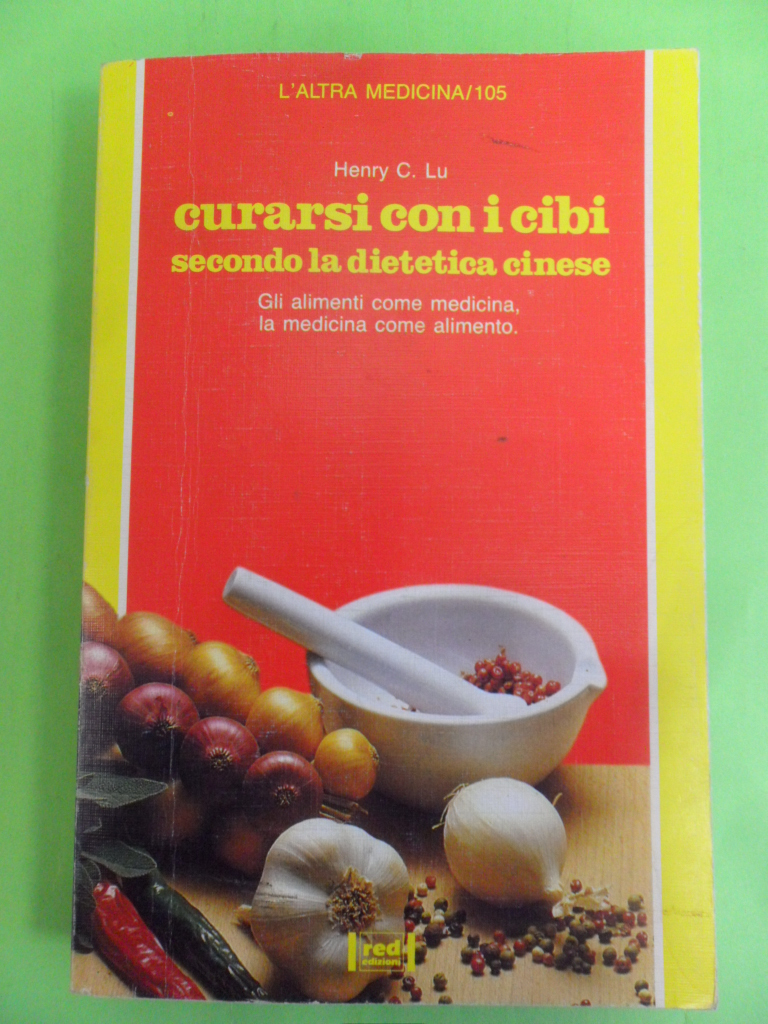 L'ALTRA MEDICINA/105
Henry C. Lu
curarsi con i cibi
secondo la dietetica cinese
Gli alimenti come medicina,
la medicina come alimento.
red
edizioni